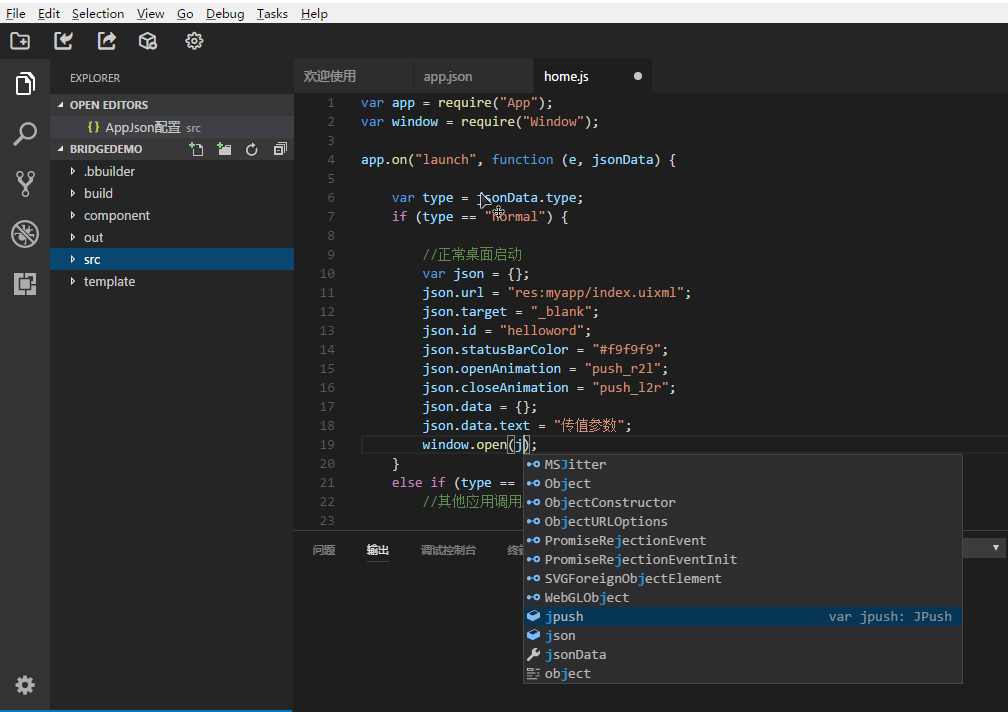 File Edit Selection View Go Debug Tasks Help
EXPLORER
OPEN EDITORS
{} AppJson配置 src
BRIDGEDEMO
.bbuilder
build
component
out
src
template
欢迎使用 app.json home.js
1 var app = require("App");
2 var window = require("Window");
3
4 app.on("launch", function (e, jsonData) {
5
6 var type = jsonData.type;
7 if (type == "normal") {
8
9 //正常桌面启动
10 var json = {};
11 json.url = "res:myapp/index.uixml";
12 json.target = "_blank";
13 json.id = "helloword";
14 json.statusBarColor = "#f9f9f9";
15 json.openAnimation = "push_r2l";
16 json.closeAnimation = "push_l2r";
17 json.data = {};
18 json.data.text = "传值参数";
19 window.open(j);
20 }
21 else if (type ==
22 //其他应用调用
23
问题 输出 调试控制台 终
MSJitter
Object
ObjectConstructor
ObjectURLOptions
PromiseRejectionEvent
PromiseRejectionEventInit
SVGForeignObjectElement
WebGLObject
jpush var jpush: JPush
json
jsonData
object